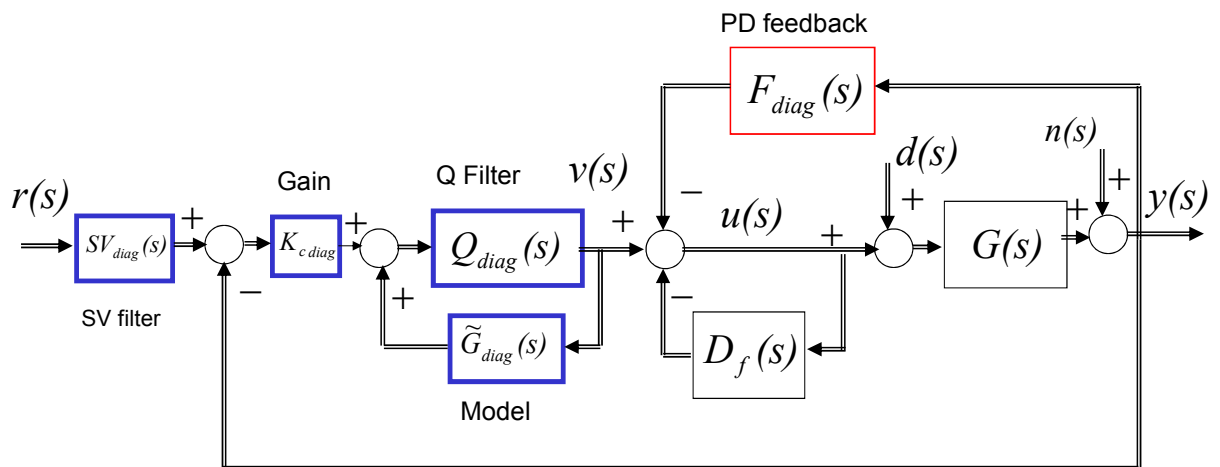 PD feedback
F_diag(s)
n(s)
d(s)
v(s)
Q Filter
Gain
r(s)
y(s)
u(s)
−
+
+
+
+
+
+
+
SV_diag(s)
K_c diag
Q_diag(s)
G(s)
−
+
−
SV filter
G̃_diag(s)
D_f(s)
Model